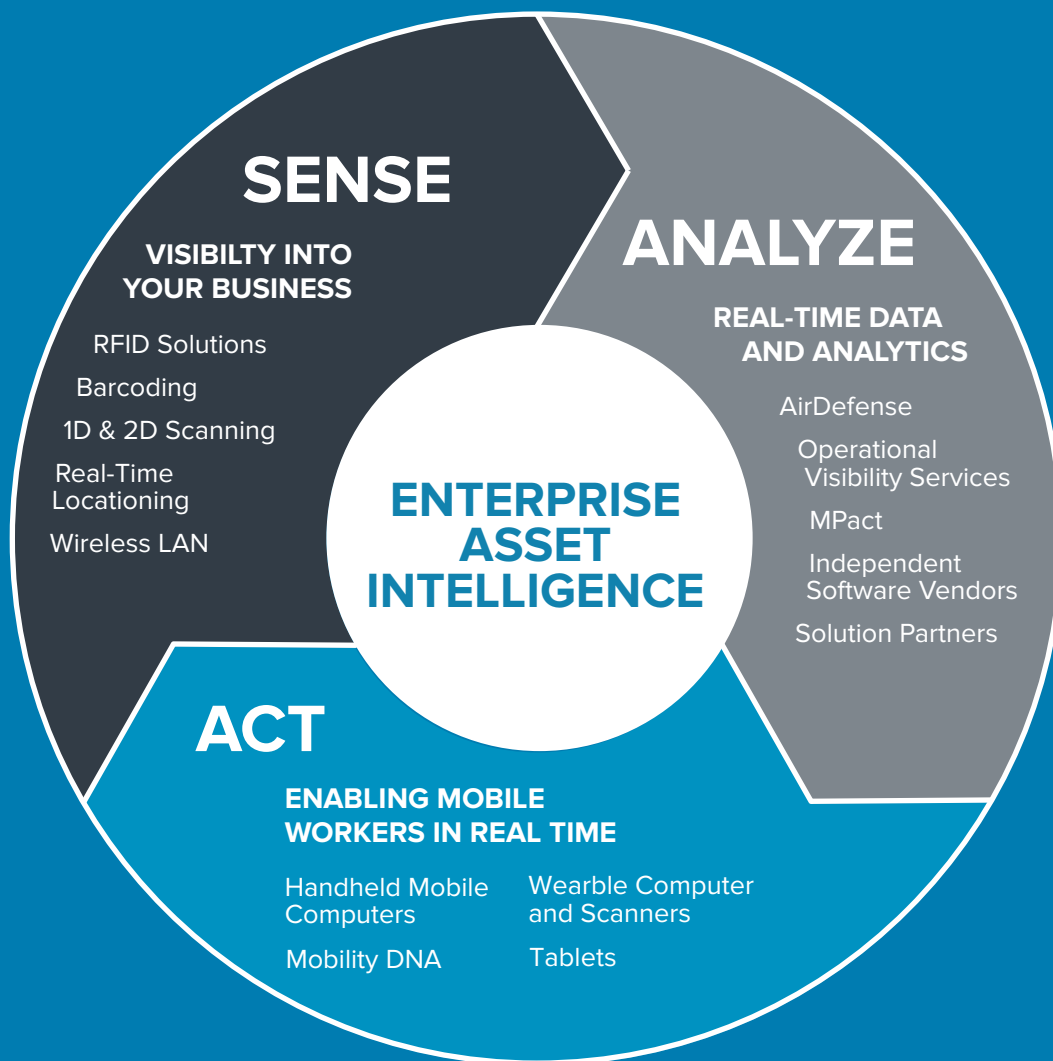 SENSE
VISIBILTY INTO
YOUR BUSINESS
RFID Solutions
Barcoding
1D & 2D Scanning
Real-Time
Locationing
Wireless LAN
ANALYZE
REAL-TIME DATA
AND ANALYTICS
AirDefense
Operational
Visibility Services
MPact
Independent
Software Vendors
Solution Partners
ENTERPRISE
ASSET
INTELLIGENCE
ACT
ENABLING MOBILE
WORKERS IN REAL TIME
Handheld Mobile
Computers
Mobility DNA
Wearble Computer
and Scanners
Tablets